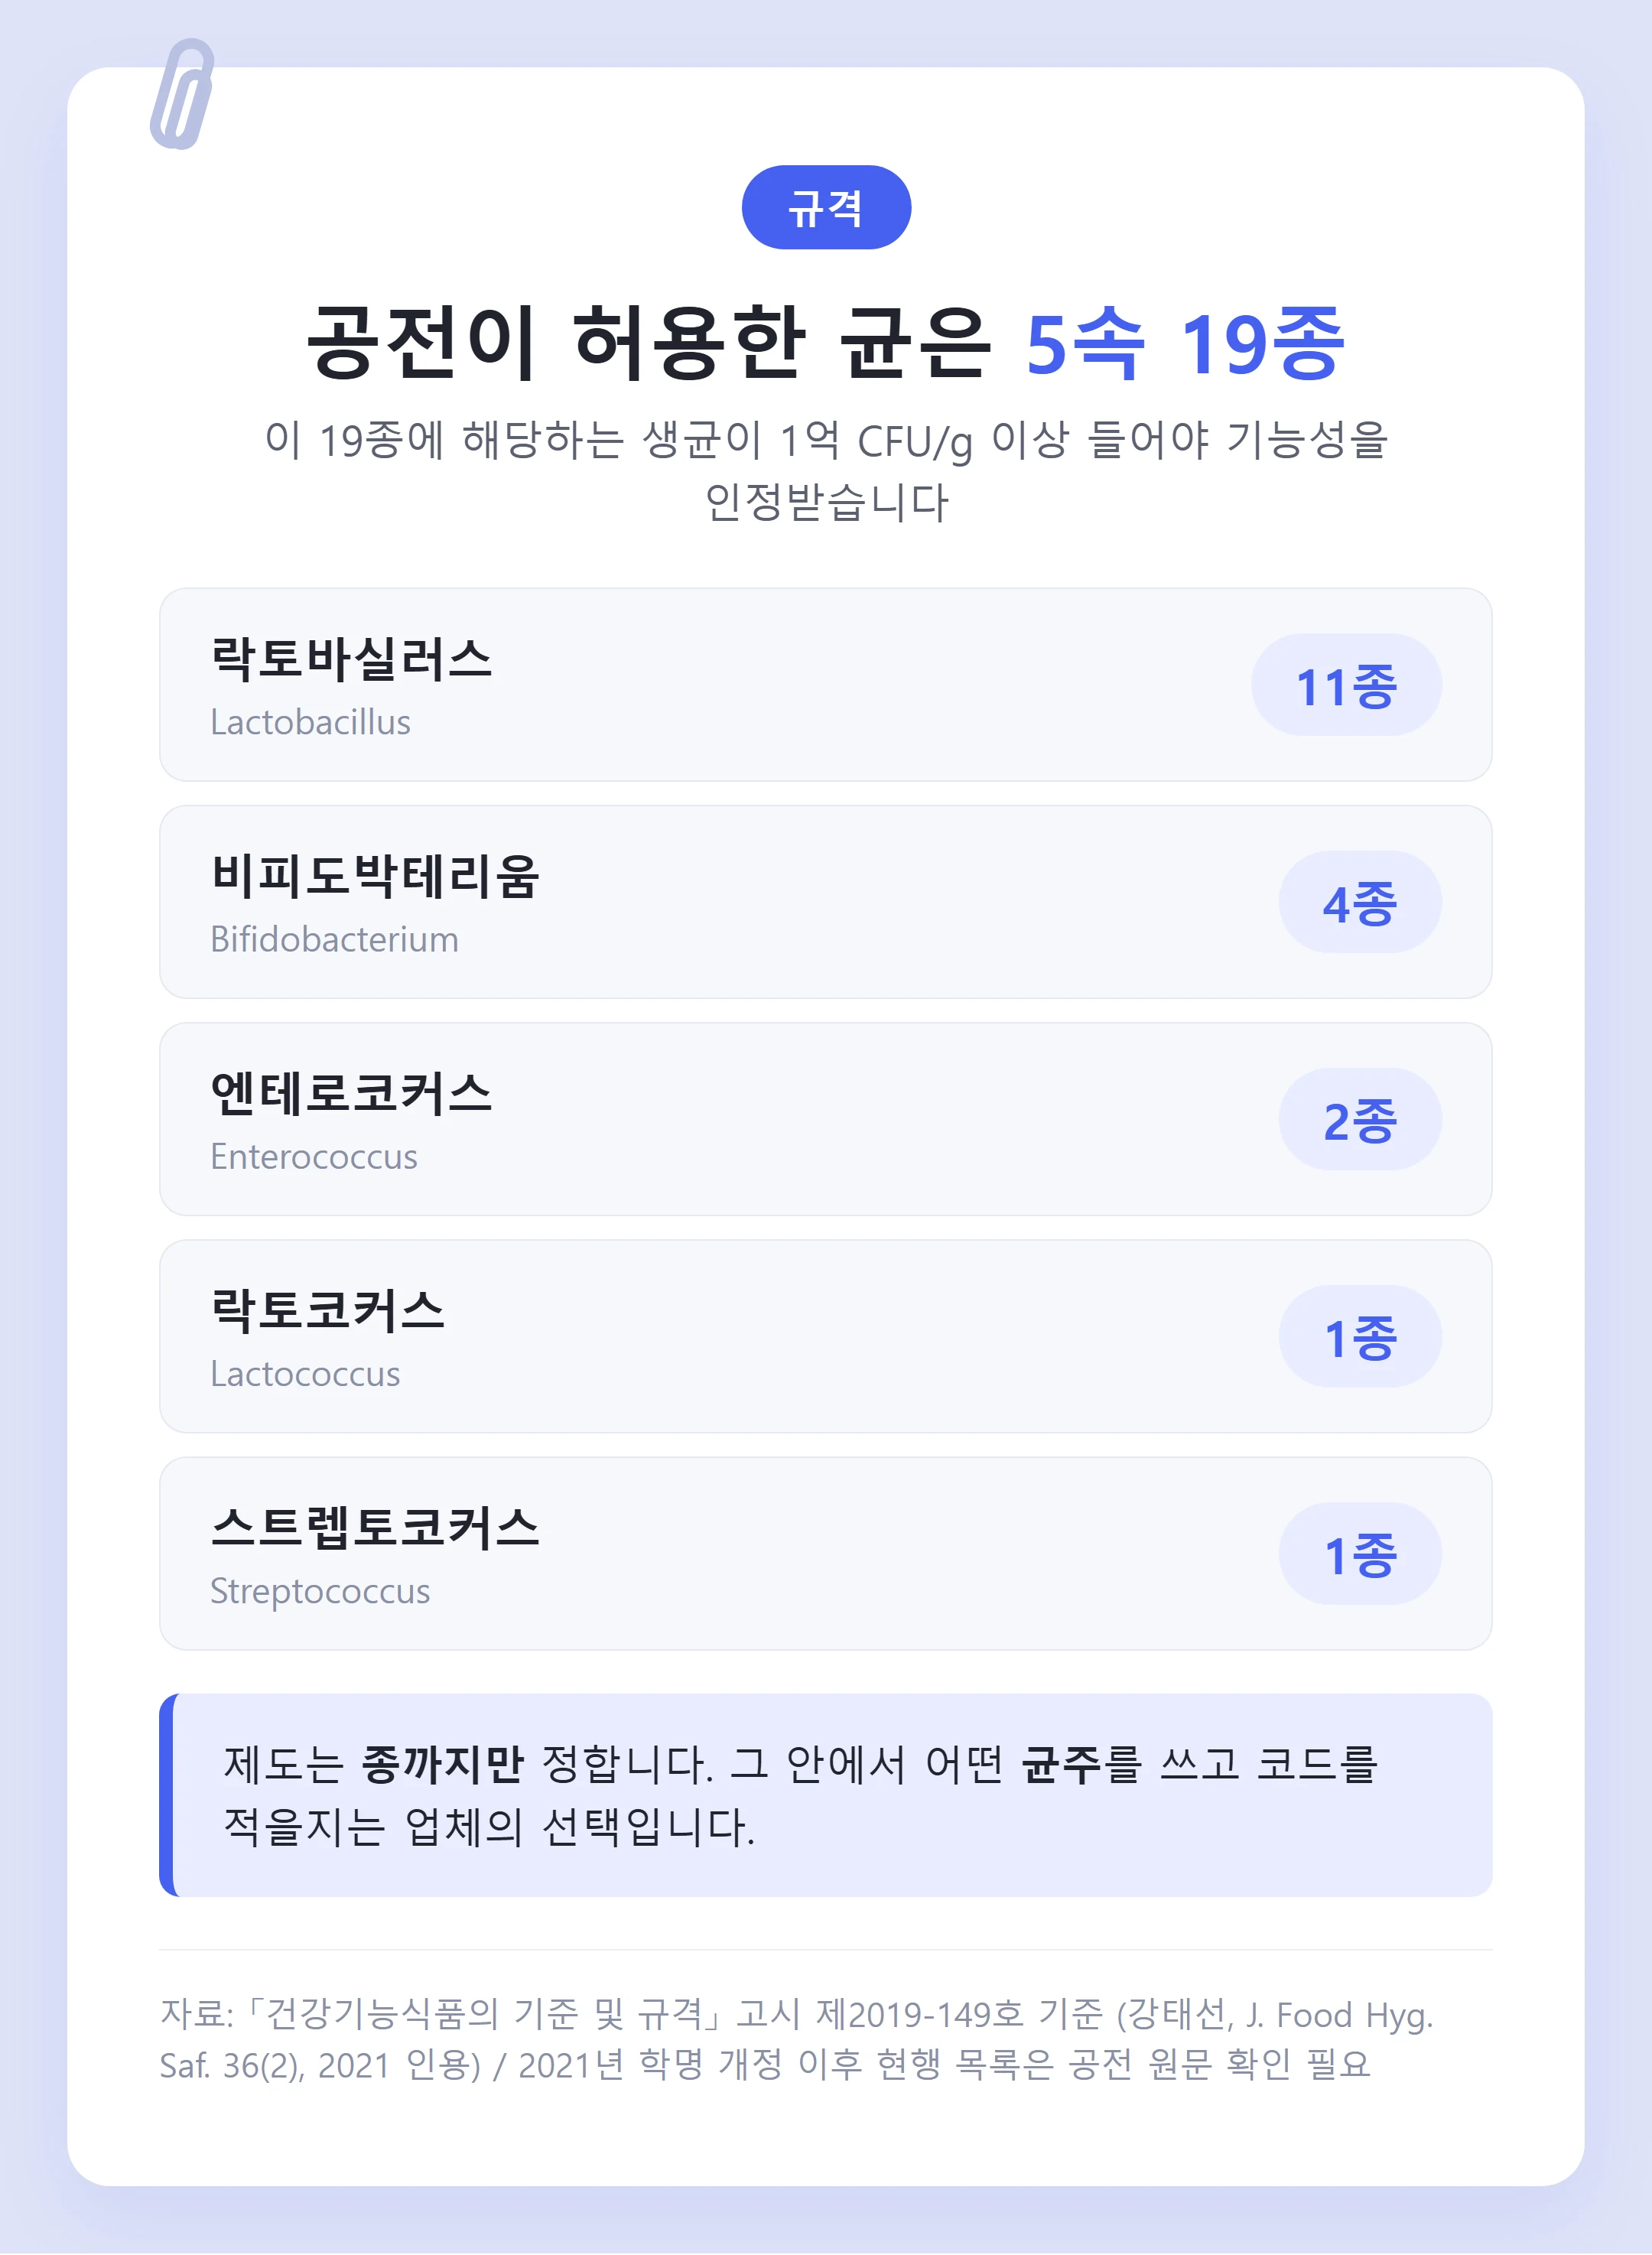 규격
공전이 허용한 균은 5속 19종
이 19종에 해당하는 생균이 1억 CFU/g 이상 들어야 기능성을
인정받습니다
락토바실러스
Lactobacillus
11종
비피도박테리움
Bifidobacterium
4종
엔테로코커스
Enterococcus
2종
락토코커스
Lactococcus
1종
스트렙토코커스
Streptococcus
1종
제도는 종까지만 정합니다. 그 안에서 어떤 균주를 쓰고 코드를
적을지는 업체의 선택입니다.
자료:「건강기능식품의 기준 및 규격」고시 제2019-149호 기준 (강태선, J. Food Hyg.
Saf. 36(2), 2021 인용) / 2021년 학명 개정 이후 현행 목록은 공전 원문 확인 필요